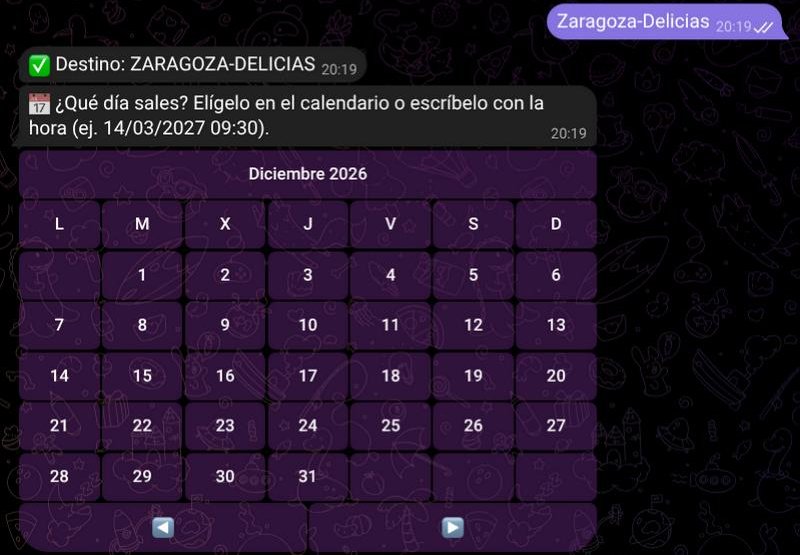 Zaragoza-Delicias 20:19
✅ Destino: ZARAGOZA-DELICIAS 20:19
📅 ¿Qué día sales? Elígelo en el calendario o escríbelo con la
hora (ej. 14/03/2027 09:30). 20:19
Diciembre 2026
L M X J V S D
1 2 3 4 5 6
7 8 9 10 11 12 13
14 15 16 17 18 19 20
21 22 23 24 25 26 27
28 29 30 31
◀ ▶